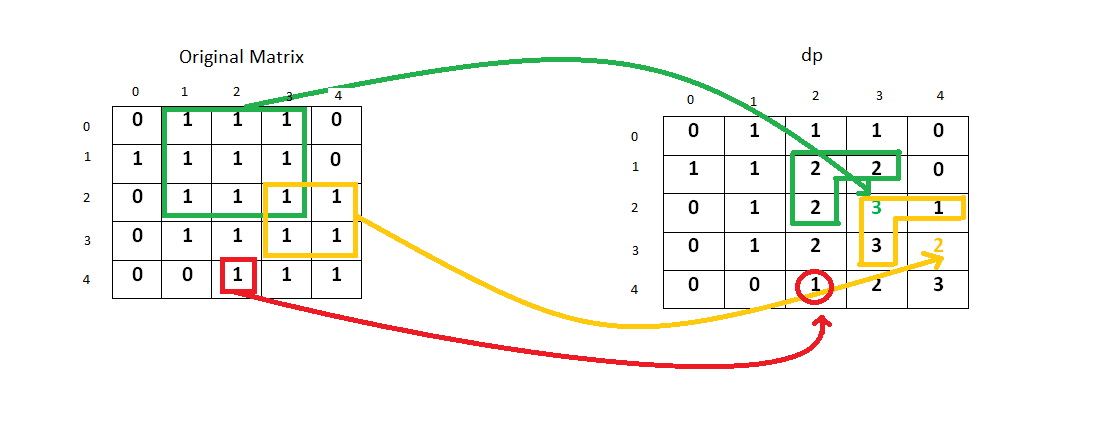 Original Matrix
0 1 2 3 4
0 0 1 1 1 0
1 1 1 1 1 0
2 0 1 1 1 1
3 0 1 1 1 1
4 0 0 1 1 1
dp
0 1 2 3 4
0 0 1 1 1 0
1 1 1 2 2 0
2 0 1 2 3 1
3 0 1 2 3 2
4 0 0 1 2 3